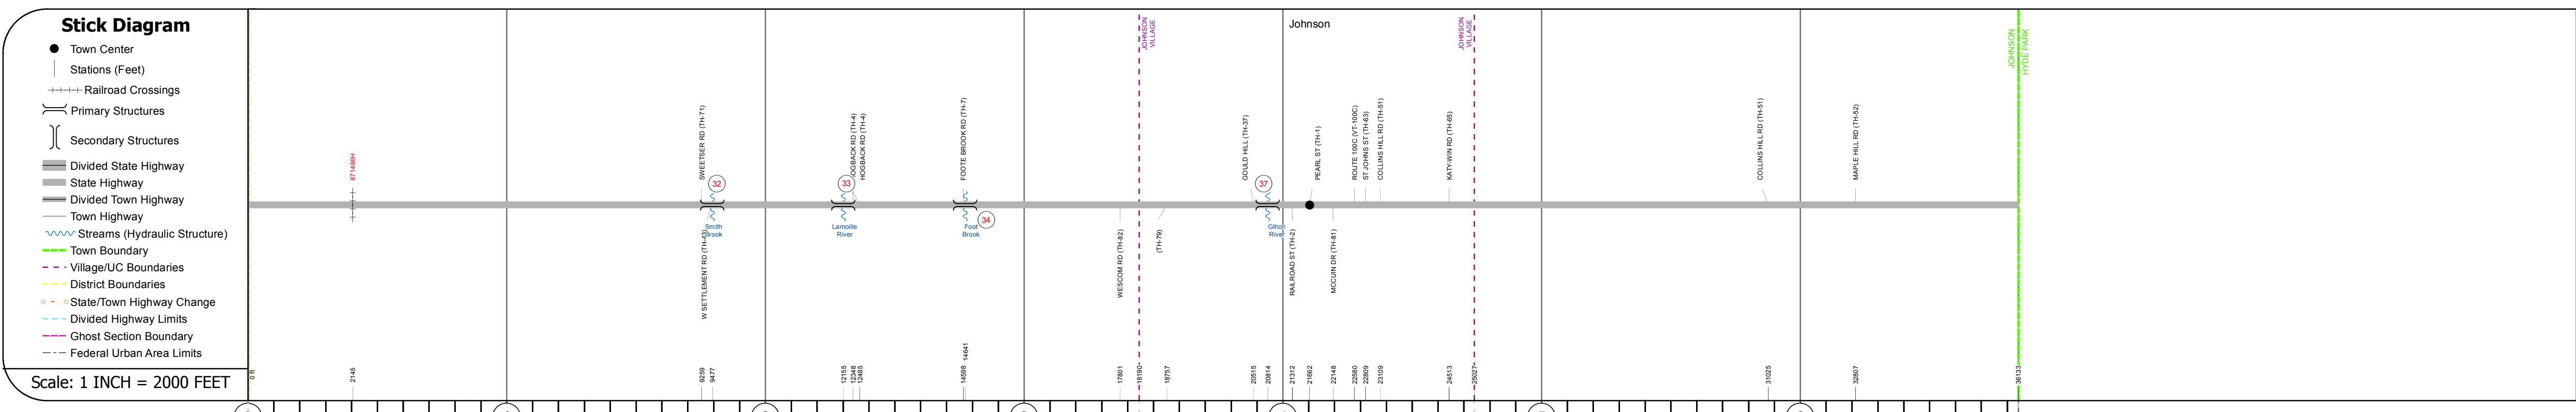 Stick Diagram
Town Center
Stations (Feet)
Railroad Crossings
Primary Structures
Secondary Structures
Divided State Highway
State Highway
Divided Town Highway
Town Highway
Streams (Hydraulic Structure)
Town Boundary
Village/UC Boundaries
District Boundaries
State/Town Highway Change
Divided Highway Limits
Ghost Section Boundary
Federal Urban Area Limits
Scale: 1 INCH = 2000 FEET
Johnson
JOHNSON
VILLAGE
JOHNSON
VILLAGE
JOHNSON
HYDE PARK
871486H
SWEETSER RD (TH-71)
HOGBACK RD (TH-4)
FOOTE BROOK RD (TH-7)
GOULD HILL (TH-37)
PEARL ST (TH-1)
ROUTE 100C (VT-100C)
ST JOHNS ST (TH-63)
COLLINS HILL RD (TH-51)
KATY-WIN RD (TH-65)
COLLINS HILL RD (TH-51)
MAPLE HILL RD (TH-52)
32
33
34
37
Smith
Brook
Lamoille
River
Foot
Brook
Gihon
River
W SETTLEMENT RD
WESCOM RD (TH-82)
(TH-79)
RAILROAD ST (TH-2)
MCCUIN DR (TH-81)
0 ft
2145
9259
9477
12155
12348
12465
14598
14641
17801
18190
18757
20515
20814
21312
21662
22148
22580
22809
23109
24513
25027
31025
32807
36133